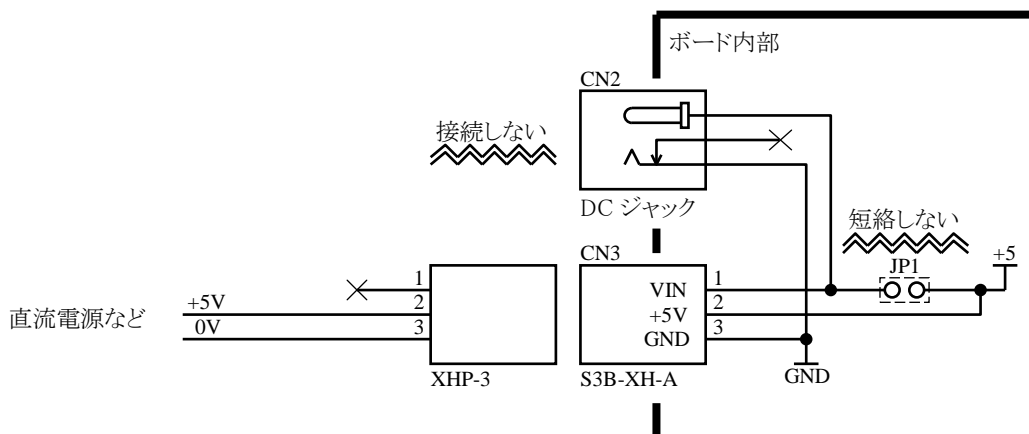 ボード内部
CN2
接続しない
DC ジャック
短絡しない
CN3
JP1
+5
1
VIN
1
直流電源など
+5V
2
+5V
2
0V
3
GND
3
XHP-3
S3B-XH-A
GND